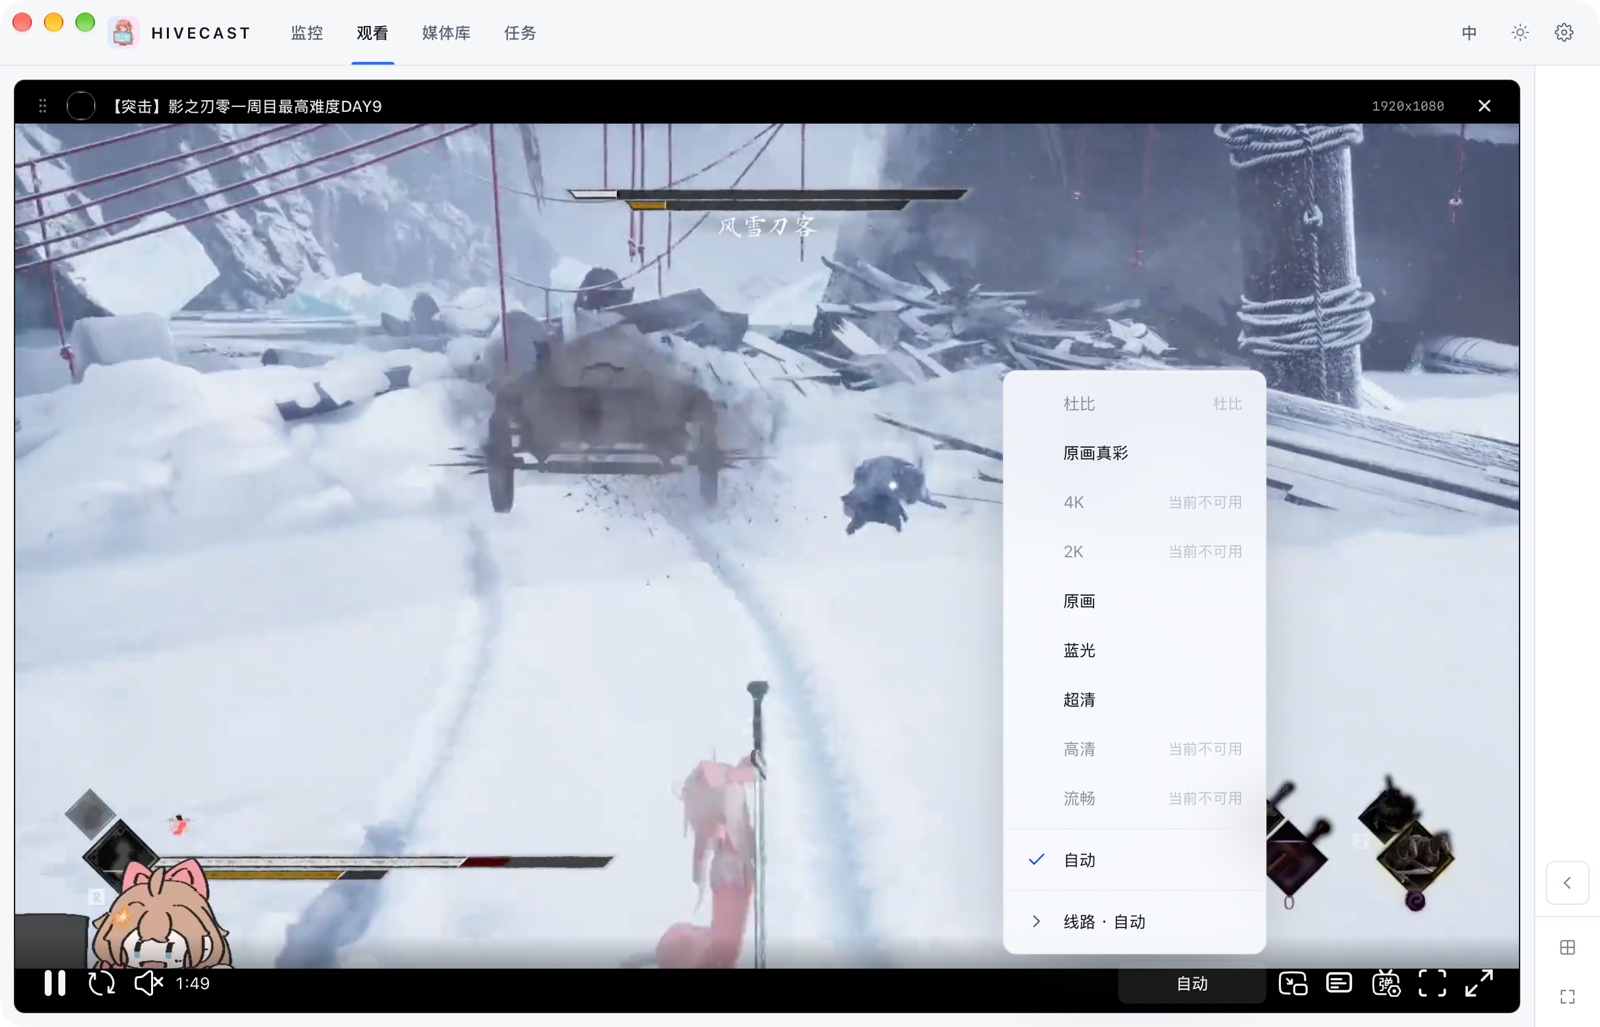 HIVECAST 监控 观看 媒体库 任务 中
【突击】影之刃零一周目最高难度DAY9 1920x1080
风雪刀客
杜比 杜比
原画真彩
4K 当前不可用
2K 当前不可用
原画
蓝光
超清
高清 当前不可用
流畅 当前不可用
自动
线路 · 自动
R
1:49 自动 弹